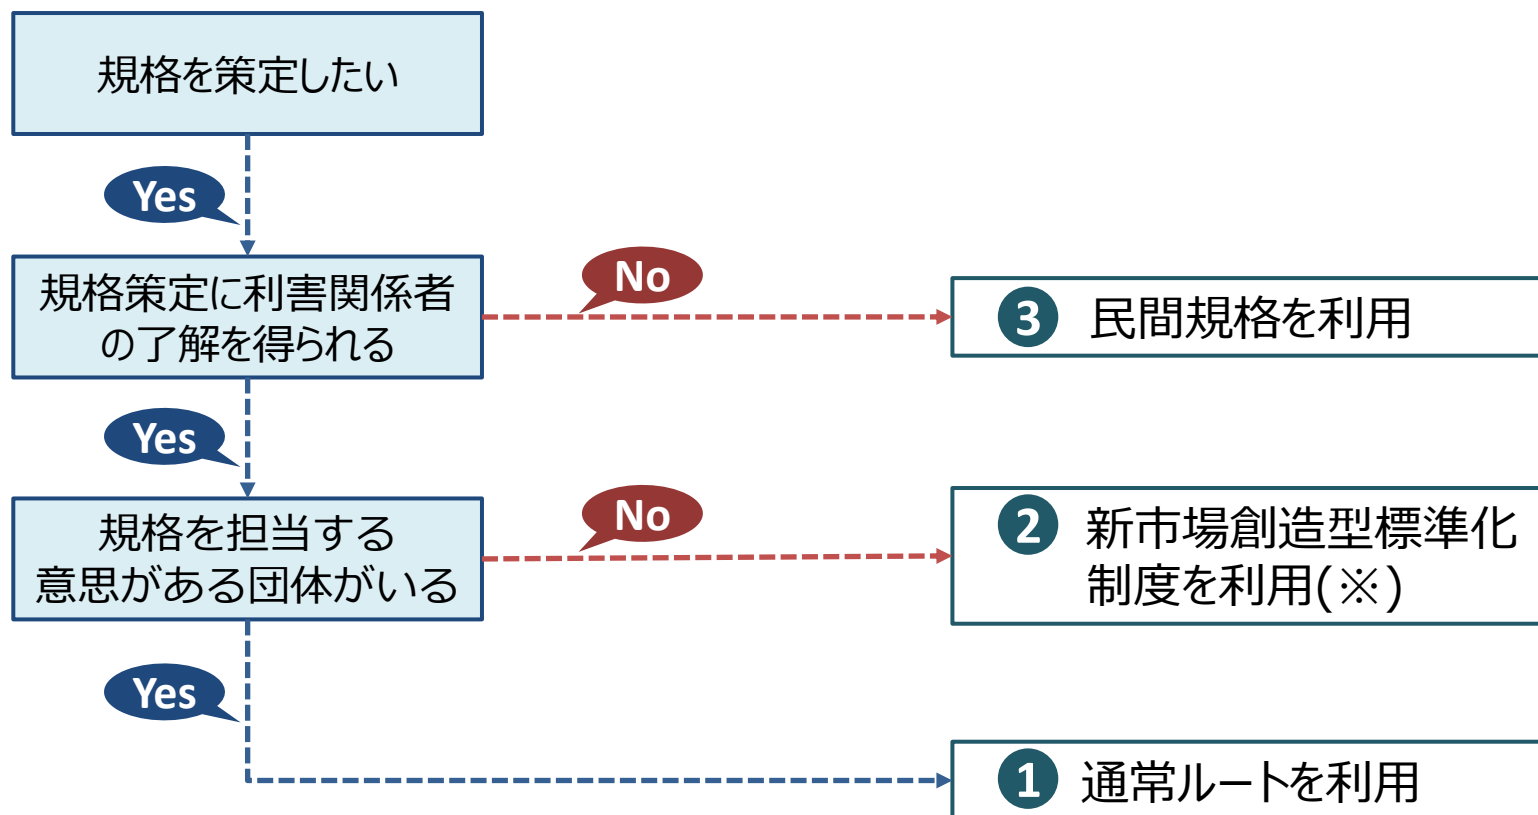 規格を策定したい
Yes
規格策定に利害関係者
の了解を得られる
No
3 民間規格を利用
Yes
規格を担当する
意思がある団体がいる
No
2 新市場創造型標準化
制度を利用(※)
Yes
1 通常ルートを利用